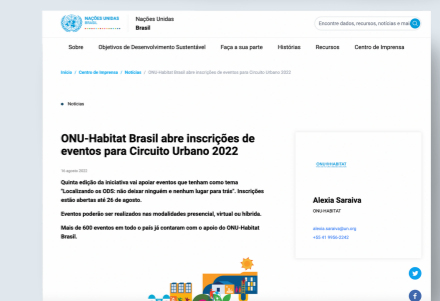 NAÇÕES UNIDAS
BRASIL
Nações Unidas
Brasil
Encontre dados, recursos, notícias e mai
Sobre
Objetivos de Desenvolvimento Sustentável
Faça a sua parte
Histórias
Recursos
Centro de Imprensa
Início / Centro de Imprensa / Notícias / ONU-Habitat Brasil abre inscrições de eventos para Circuito Urbano 2022
Notícias
ONU-Habitat Brasil abre inscrições de
eventos para Circuito Urbano 2022
10 agosto 2022
Quinta edição da iniciativa vai apoiar eventos que tenham como tema
"Localizando os ODS: não deixar ninguém e nenhum lugar para trás". Inscrições
estão abertas até 26 de agosto.
Eventos poderão ser realizados nas modalidades presencial, virtual ou híbrida.
Mais de 600 eventos em todo o país já contaram com o apoio do ONU-Habitat
Brasil.
ONU/HABITAT
Alexia Saraiva
ONU-HABITAT
alexia.saraiva@un.org